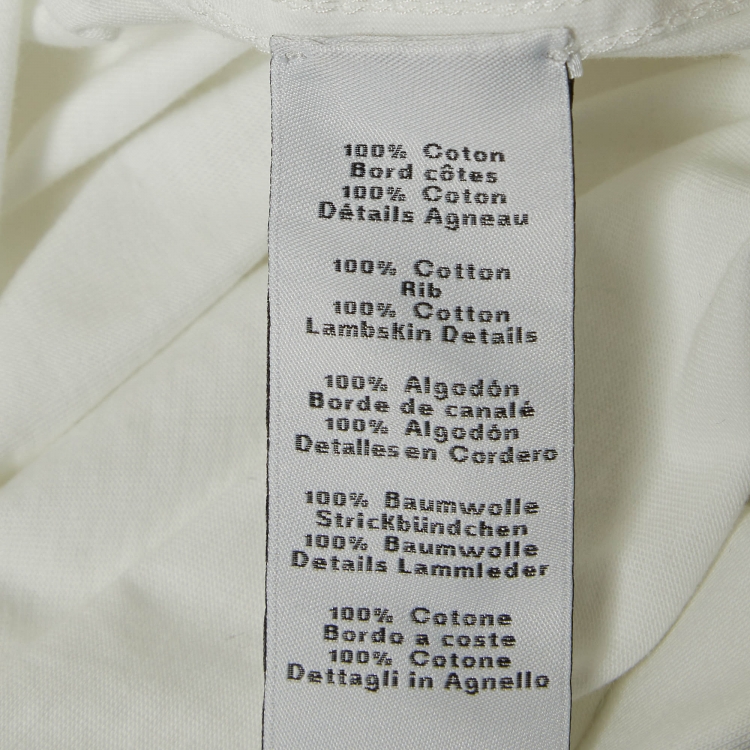 100% Coton
Bord côtes
100% Coton
Détails Agneau
100% Cotton
Rib
100% Cotton
Lambskin Details
100% Algodón
Borde de canalé
100% Algodón
Detalles en Cordero
100% Baumwolle
Strickbündchen
100% Baumwolle
Details Lammleder
100% Cotone
Bordo a coste
100% Cotone
Dettagli in Agnello